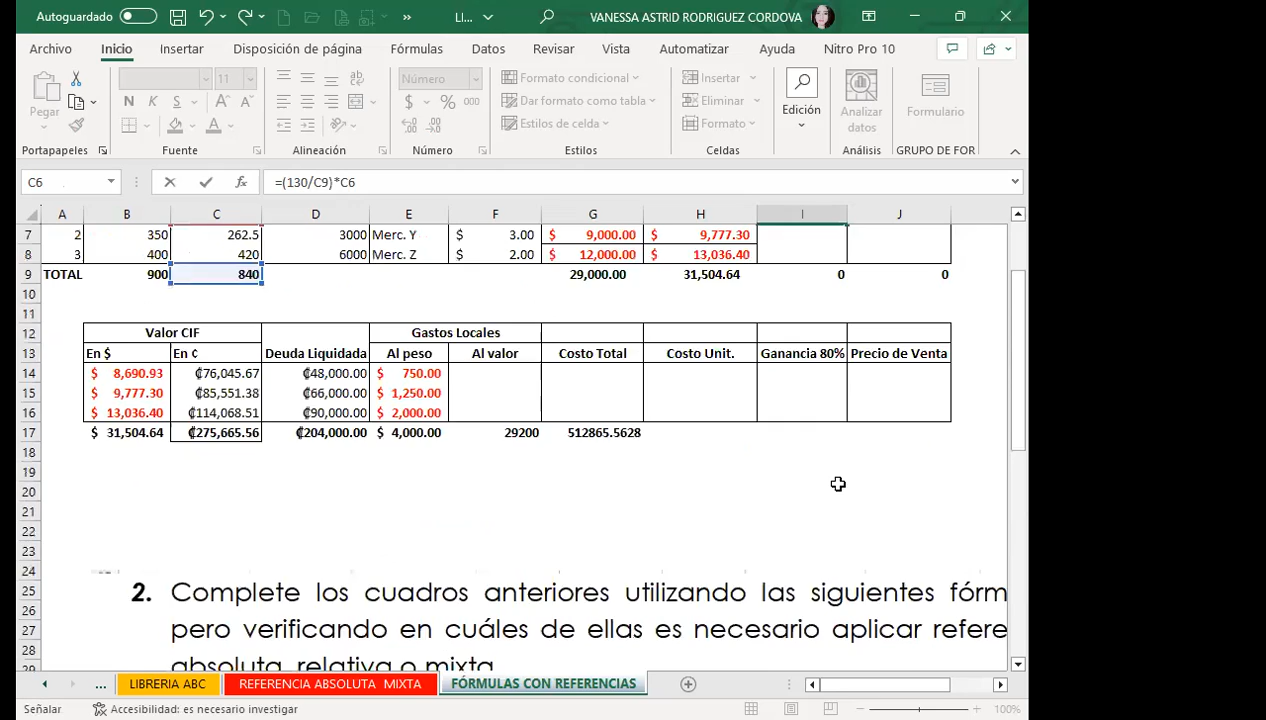 Autoguardado LI... VANESSA ASTRID RODRIGUEZ CORDOVA
Archivo Inicio Insertar Disposición de página Fórmulas Datos Revisar Vista Automatizar Ayuda Nitro Pro 10
11 Número Formato condicional Insertar
Pegar N K S $ % 000 Dar formato como tabla Eliminar Edición Analizar datos Formulario
Estilos de celda Formato
Portapapeles Fuente Alineación Número Estilos Celdas Análisis GRUPO DE FOR
C6 fx =(130/C9)*C6
A B C D E F G H I J
7 2 350 262.5 3000 Merc. Y $ 3.00 $ 9,000.00 $ 9,777.30
8 3 400 420 6000 Merc. Z $ 2.00 $ 12,000.00 $ 13,036.40
9 TOTAL 900 840 29,000.00 31,504.64 0 0
10
11
12 Valor CIF Gastos Locales
13 En $ En ¢ Deuda Liquidada Al peso Al valor Costo Total Costo Unit. Ganancia 80% Precio de Venta
14 $ 8,690.93 ₡76,045.67 ₡48,000.00 $ 750.00
15 $ 9,777.30 ₡85,551.38 ₡66,000.00 $ 1,250.00
16 $ 13,036.40 ₡114,068.51 ₡90,000.00 $ 2,000.00
17 $ 31,504.64 ₡275,665.56 ₡204,000.00 $ 4,000.00 29200 512865.5628
18
19
20
21
22
23
24
25
26
27
28
29
2. Complete los cuadros anteriores utilizando las siguientes fórm
pero verificando en cuáles de ellas es necesario aplicar refere
absoluta, relativa o mixta
... LIBRERIA ABC REFERENCIA ABSOLUTA MIXTA FÓRMULAS CON REFERENCIAS
Señalar Accesibilidad: es necesario investigar 100%